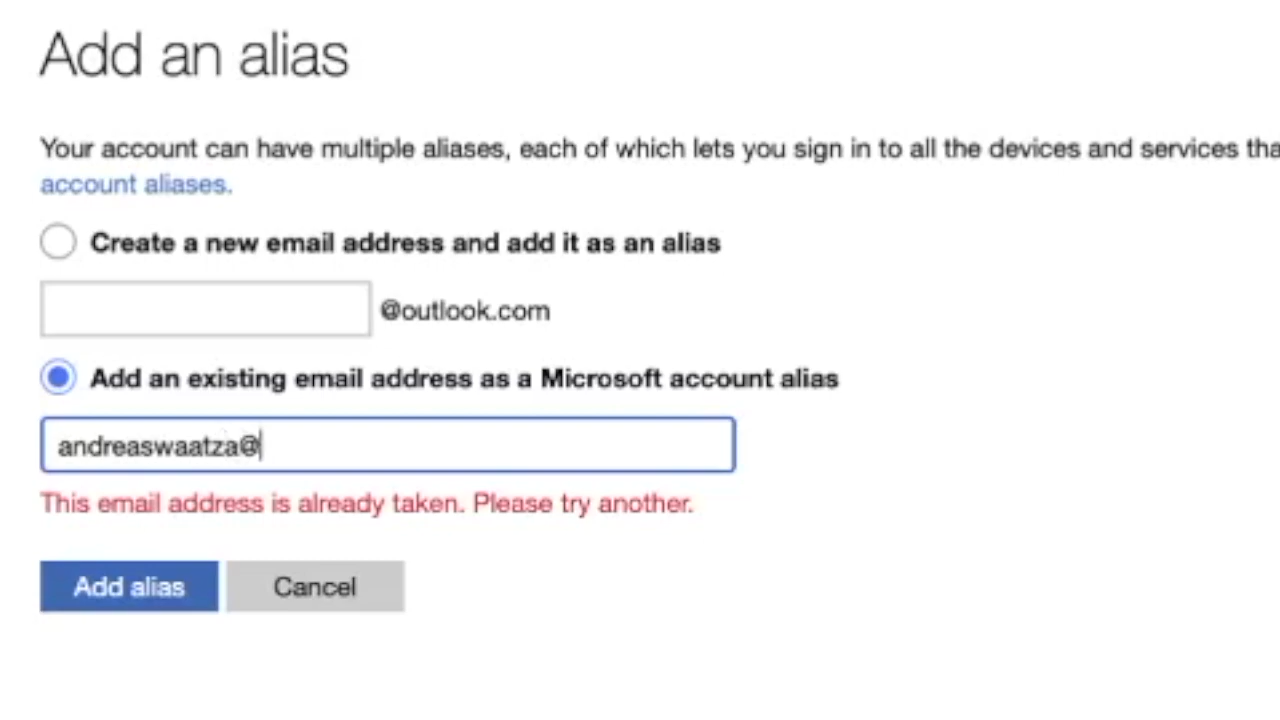 Add an alias
Your account can have multiple aliases, each of which lets you sign in to all the devices and services tha
account aliases.
Create a new email address and add it as an alias
@outlook.com
Add an existing email address as a Microsoft account alias
andreaswaatza@
This email address is already taken. Please try another.
Add alias
Cancel